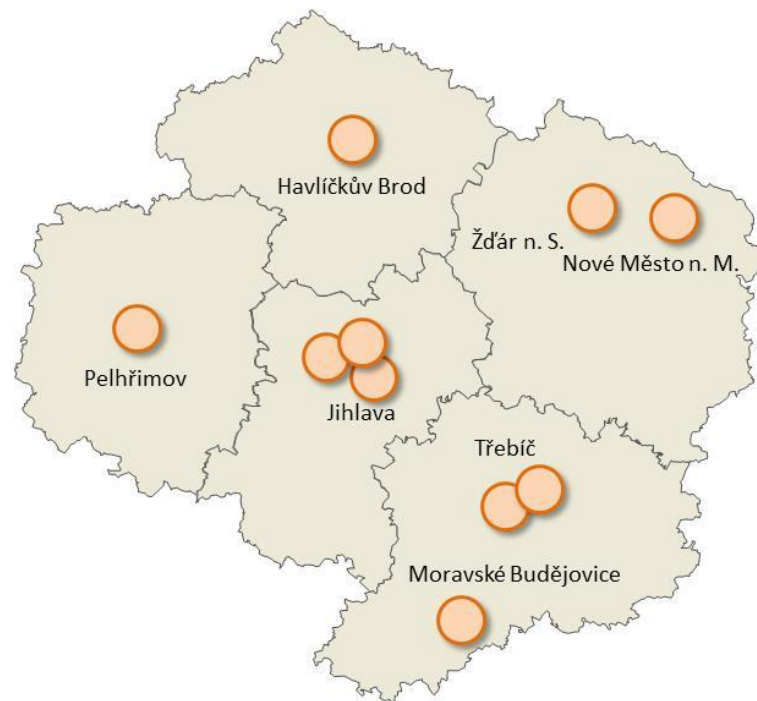 Havlíčkův Brod
Žďár n. S.
Nové Město n. M.
Pelhřimov
Jihlava
Třebíč
Moravské Budějovice